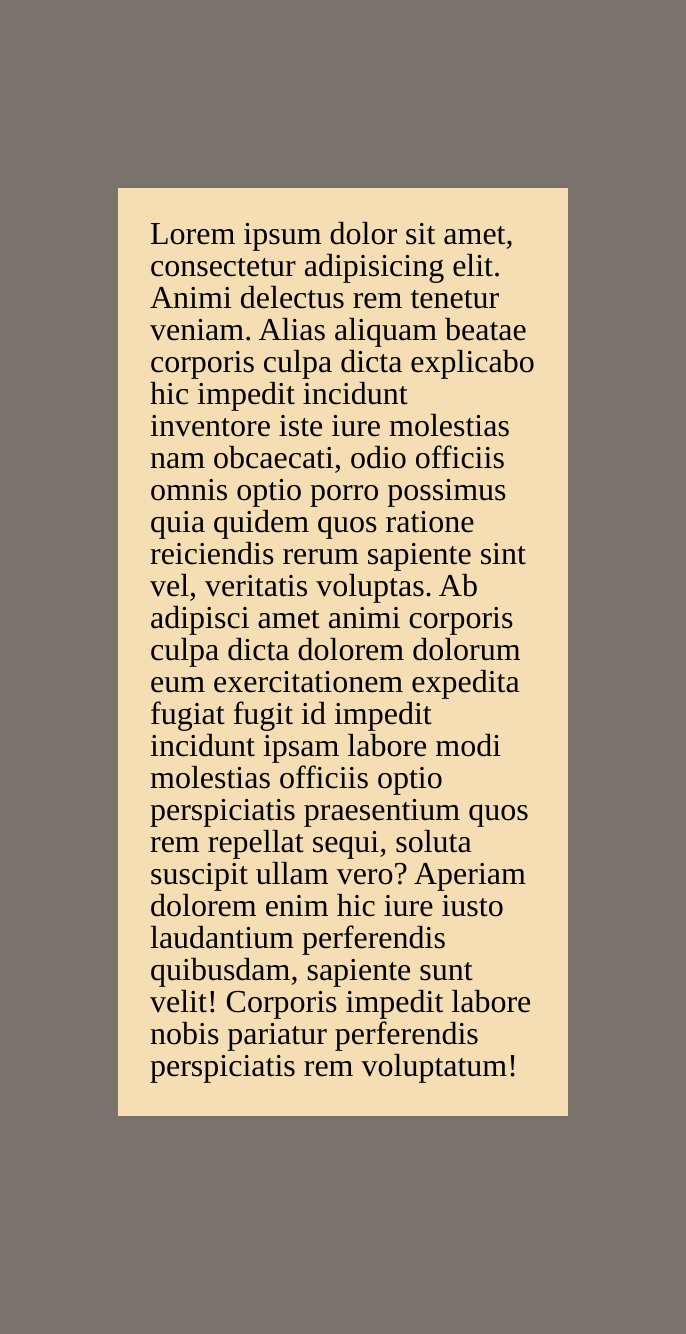 Lorem ipsum dolor sit amet,
consectetur adipisicing elit.
Animi delectus rem tenetur
veniam. Alias aliquam beatae
corporis culpa dicta explicabo
hic impedit incidunt
inventore iste iure molestias
nam obcaecati, odio officiis
omnis optio porro possimus
quia quidem quos ratione
reiciendis rerum sapiente sint
vel, veritatis voluptas. Ab
adipisci amet animi corporis
culpa dicta dolorem dolorum
eum exercitationem expedita
fugiat fugit id impedit
incidunt ipsam labore modi
molestias officiis optio
perspiciatis praesentium quos
rem repellat sequi, soluta
suscipit ullam vero? Aperiam
dolorem enim hic iure iusto
laudantium perferendis
quibusdam, sapiente sunt
velit! Corporis impedit labore
nobis pariatur perferendis
perspiciatis rem voluptatum!